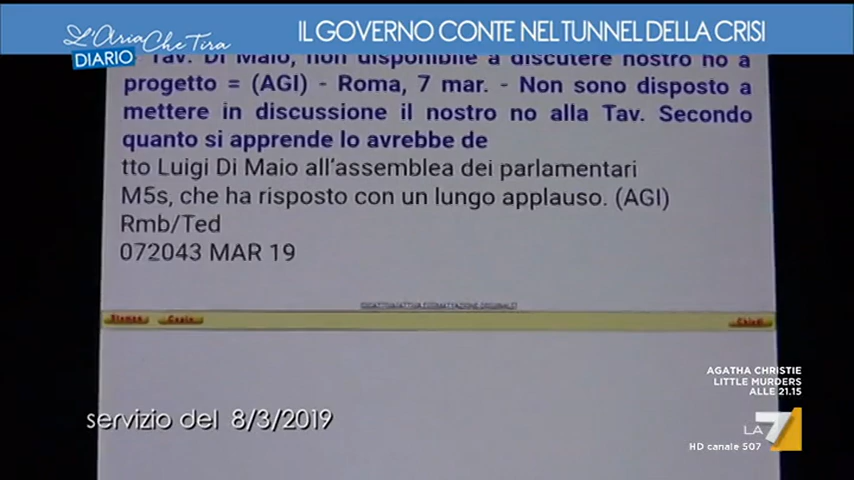 L'Aria Che Tira
DIARIO
IL GOVERNO CONTE NEL TUNNEL DELLA CRISI
Tav. Di Maio, non disponibile a discutere nostro no a
progetto = (AGI) - Roma, 7 mar. - Non sono disposto a
mettere in discussione il nostro no alla Tav. Secondo
quanto si apprende lo avrebbe de
tto Luigi Di Maio all'assemblea dei parlamentari
M5s, che ha risposto con un lungo applauso. (AGI)
Rmb/Ted
072043 MAR 19
Stampa
Copia
Chiudi
AGATHA CHRISTIE
LITTLE MURDERS
ALLE 21.15
servizio del 8/3/2019
LA 7
HD canale 507